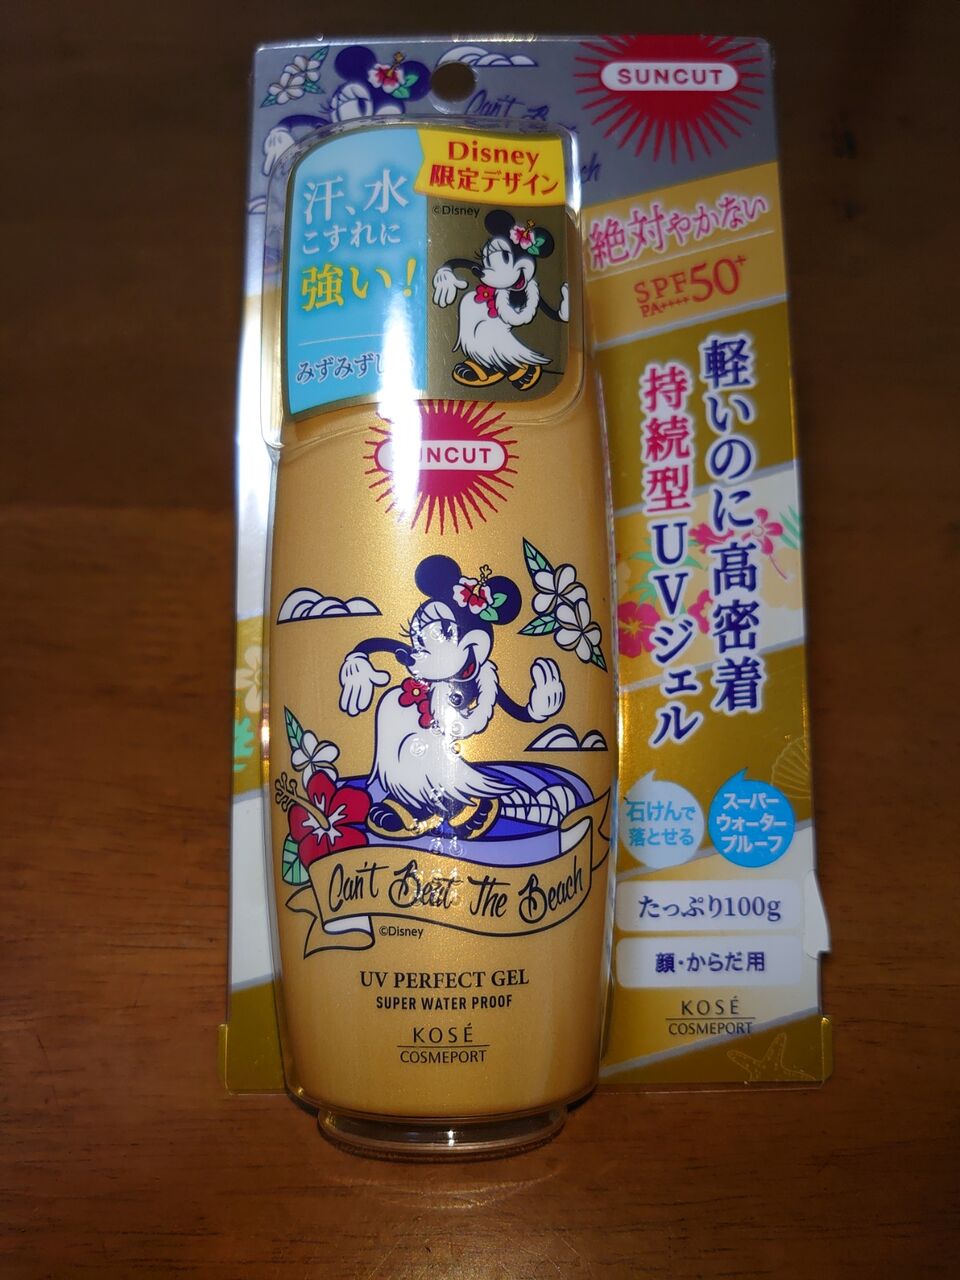 SUNCUT
Can't B
ch
Disney
限定デザイン
©Disney
汗、水
こすれに
強い!
みずみずし
絶対やかない
SPF50+
PA++++
軽いのに高密着
持続型UVジェル
UNCUT
石けんで
落とせる
スーパー
ウォーター
プルーフ
たっぷり100g
顔・からだ用
KOSÉ
COSMEPORT
Can't Beat The Beach
©Disney
UV PERFECT GEL
SUPER WATER PROOF
KOSÉ
COSMEPORT